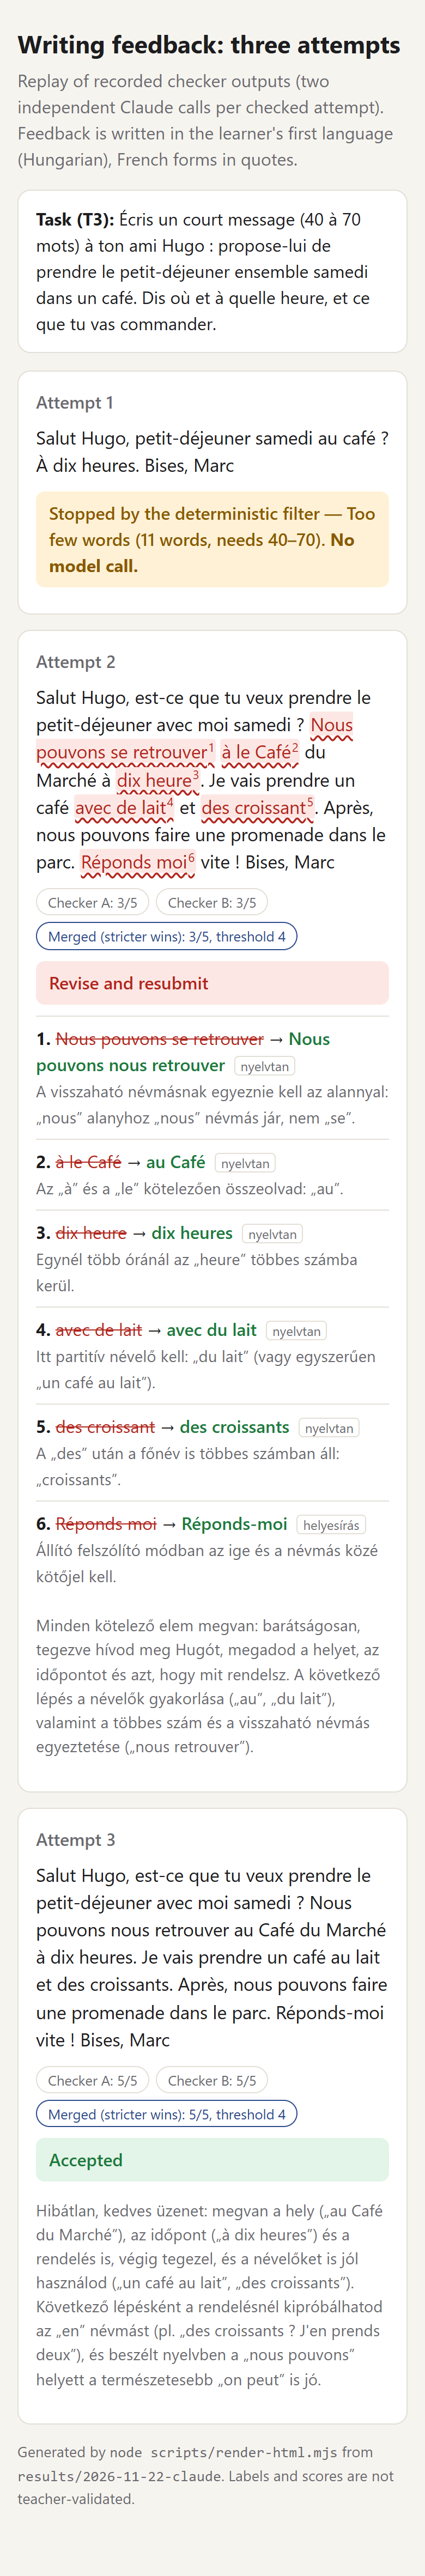 Writing feedback: three attempts
Replay of recorded checker outputs (two
independent Claude calls per checked attempt).
Feedback is written in the learner's first language
(Hungarian), French forms in quotes.
Task (T3): Écris un court message (40 à 70
mots) à ton ami Hugo : propose-lui de
prendre le petit-déjeuner ensemble samedi
dans un café. Dis où et à quelle heure, et ce
que tu vas commander.
Attempt 1
Salut Hugo, petit-déjeuner samedi au café ?
À dix heures. Bises, Marc
Stopped by the deterministic filter — Too
few words (11 words, needs 40–70). No
model call.
Attempt 2
Salut Hugo, est-ce que tu veux prendre le
petit-déjeuner avec moi samedi ? Nous
pouvons se retrouver1 à le Café2 du
Marché à dix heure3. Je vais prendre un
café avec de lait4 et des croissant5. Après,
nous pouvons faire une promenade dans le
parc. Réponds moi6 vite ! Bises, Marc
Checker A: 3/5 Checker B: 3/5
Merged (stricter wins): 3/5, threshold 4
Revise and resubmit
1. Nous pouvons se retrouver → Nous
pouvons nous retrouver nyelvtan
A visszaható névmásnak egyeznie kell az alannyal:
„nous” alanyhoz „nous” névmás jár, nem „se”.
2. à le Café → au Café nyelvtan
Az „à” és a „le” kötelezően összeolvad: „au”.
3. dix heure → dix heures nyelvtan
Egynél több óránál az „heure” többes számba
kerül.
4. avec de lait → avec du lait nyelvtan
Itt partitív névelő kell: „du lait” (vagy egyszerűen
„un café au lait”).
5. des croissant → des croissants nyelvtan
A „des” után a főnév is többes számban áll:
„croissants”.
6. Réponds moi → Réponds-moi helyesírás
Állító felszólító módban az ige és a névmás közé
kötőjel kell.
Minden kötelező elem megvan: barátságosan,
tegezve hívod meg Hugót, megadod a helyet, az
időpontot és azt, hogy mit rendelsz. A következő
lépés a névelők gyakorlása („au”, „du lait”),
valamint a többes szám és a visszaható névmás
egyeztetése („nous retrouver”).
Attempt 3
Salut Hugo, est-ce que tu veux prendre le
petit-déjeuner avec moi samedi ? Nous
pouvons nous retrouver au Café du Marché
à dix heures. Je vais prendre un café au lait
et des croissants. Après, nous pouvons faire
une promenade dans le parc. Réponds-moi
vite ! Bises, Marc
Checker A: 5/5 Checker B: 5/5
Merged (stricter wins): 5/5, threshold 4
Accepted
Hibátlan, kedves üzenet: megvan a hely („au Café
du Marché”), az időpont („à dix heures”) és a
rendelés is, végig tegezel, és a névelőket is jól
használod („un café au lait”, „des croissants”).
Következő lépésként a rendelésnél kipróbálhatod
az „en” névmást (pl. „des croissants ? J'en prends
deux”), és beszélt nyelvben a „nous pouvons”
helyett a természetesebb „on peut” is jó.
Generated by node scripts/render-html.mjs from
results/2026-11-22-claude. Labels and scores are not
teacher-validated.